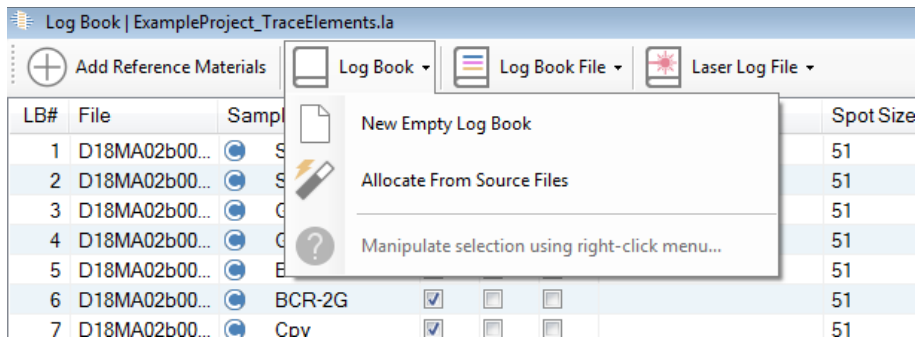 Log Book | ExampleProject_TraceElements.la
Add Reference Materials Log Book Log Book File Laser Log File
LB# File Sampl Spot Size
New Empty Log Book
1 D18MA02b00... S 51
2 D18MA02b00... S 51
Allocate From Source Files
3 D18MA02b00... G 51
4 D18MA02b00... G 51
Manipulate selection using right-click menu...
5 D18MA02b00... B 51
6 D18MA02b00... BCR-2G 51
7 D18MA02b00... Cpy 51